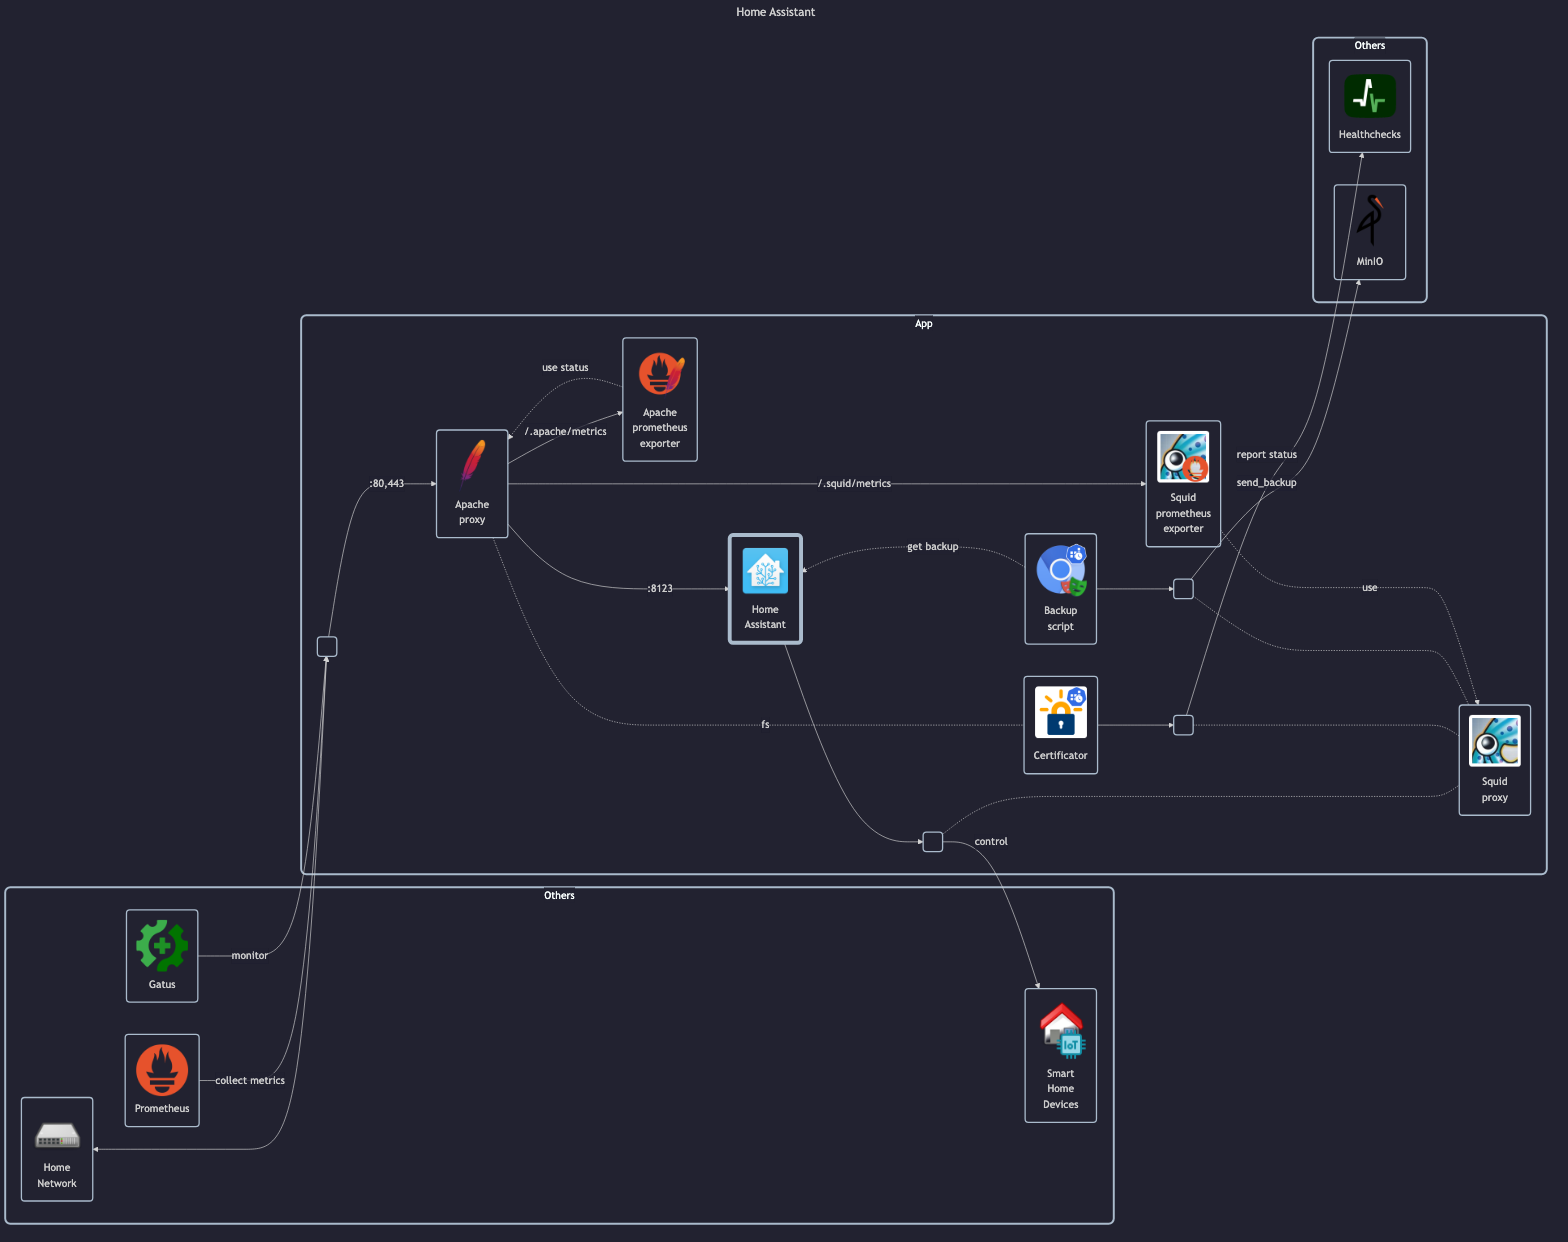 Home Assistant
Others
Healthchecks
MinIO
App
use status
Apache
prometheus
exporter
/.apache/metrics
:80,443
Apache
proxy
/.squid/metrics
Squid
prometheus
exporter
report status
send_backup
get backup
:8123
Home
Assistant
Backup
script
use
fs
Certificator
Squid
proxy
control
Others
monitor
Gatus
collect metrics
Prometheus
Home
Network
IoT
Smart
Home
Devices